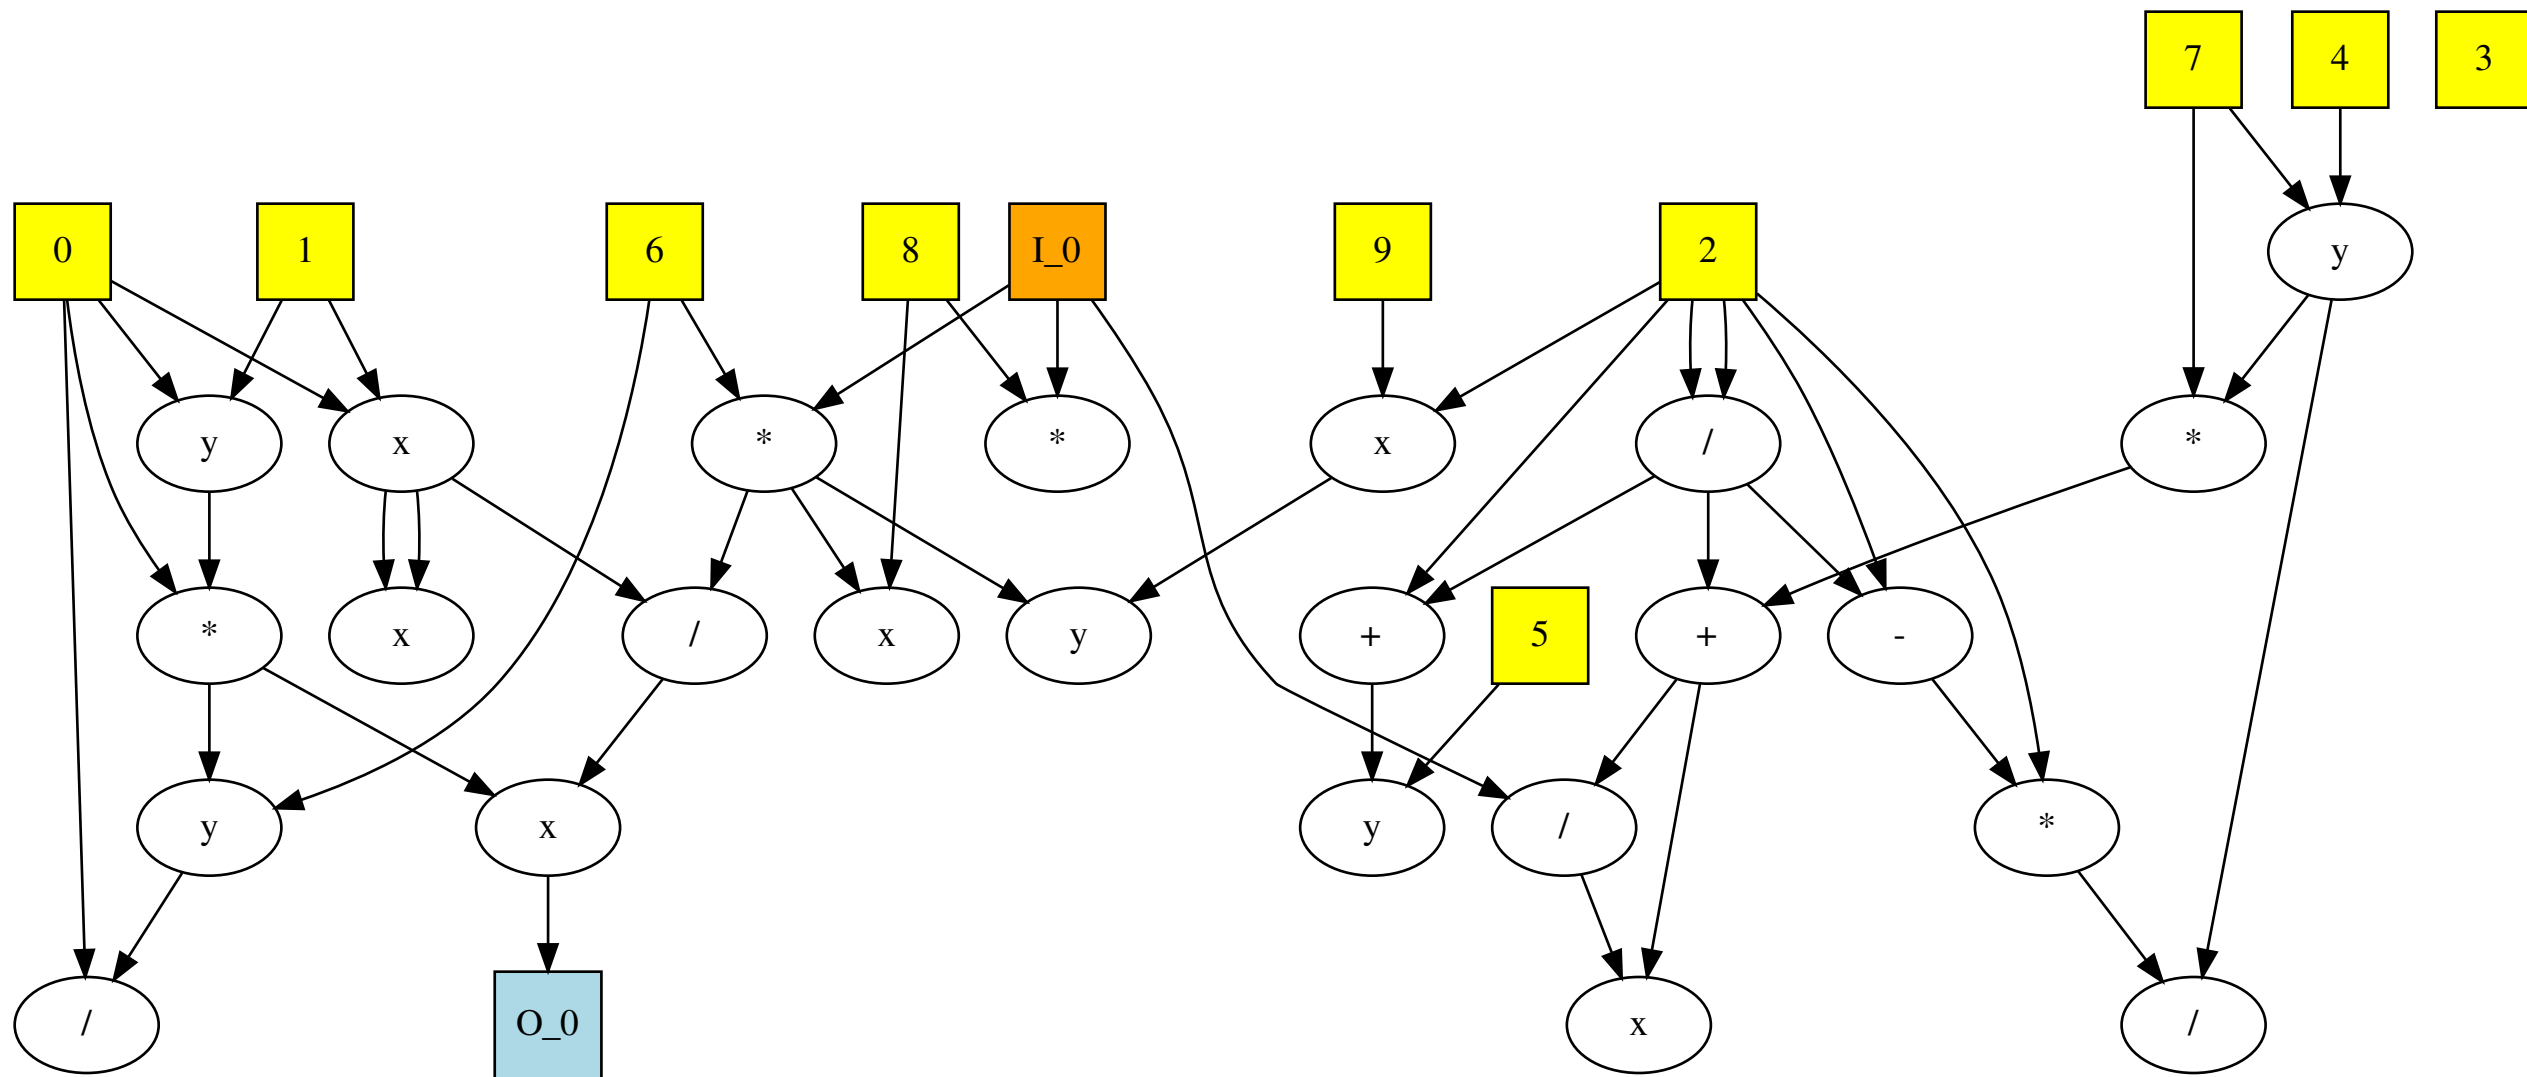 7 4 3
0 1 6 8 I_0 9 2 y
y x * * x / *
* x / x y + 5 + -
y x y / *
/ O_0 x /